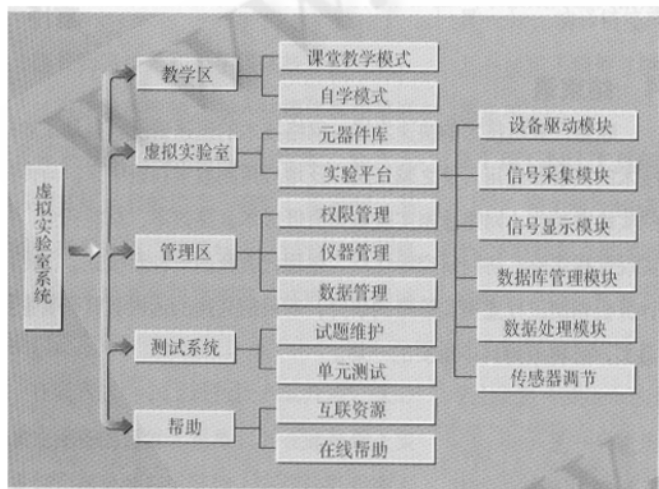 虚拟实验室系统
教学区
课堂教学模式
自学模式
虚拟实验室
元器件库
实验平台
设备驱动模块
信号采集模块
信号显示模块
数据库管理模块
数据处理模块
传感器调节
管理区
权限管理
仪器管理
数据管理
测试系统
试题维护
单元测试
帮助
互联资源
在线帮助